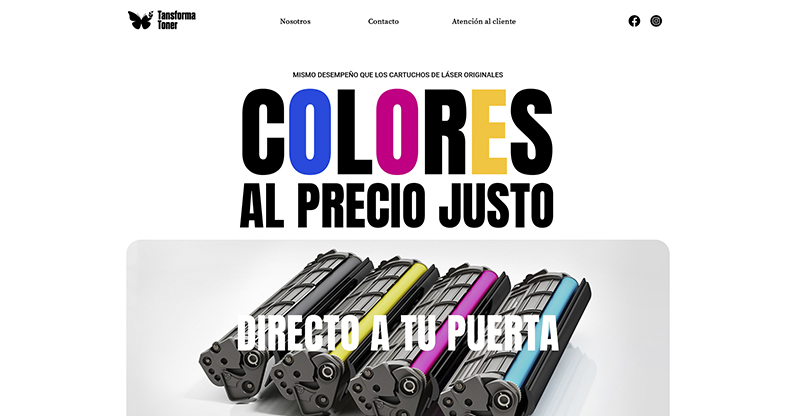 Tansforma
Toner
Nosotros
Contacto
Atención al cliente
MISMO DESEMPEÑO QUE LOS CARTUCHOS DE LÁSER ORIGINALES
COLORES
AL PRECIO JUSTO
DIRECTO A TU PUERTA